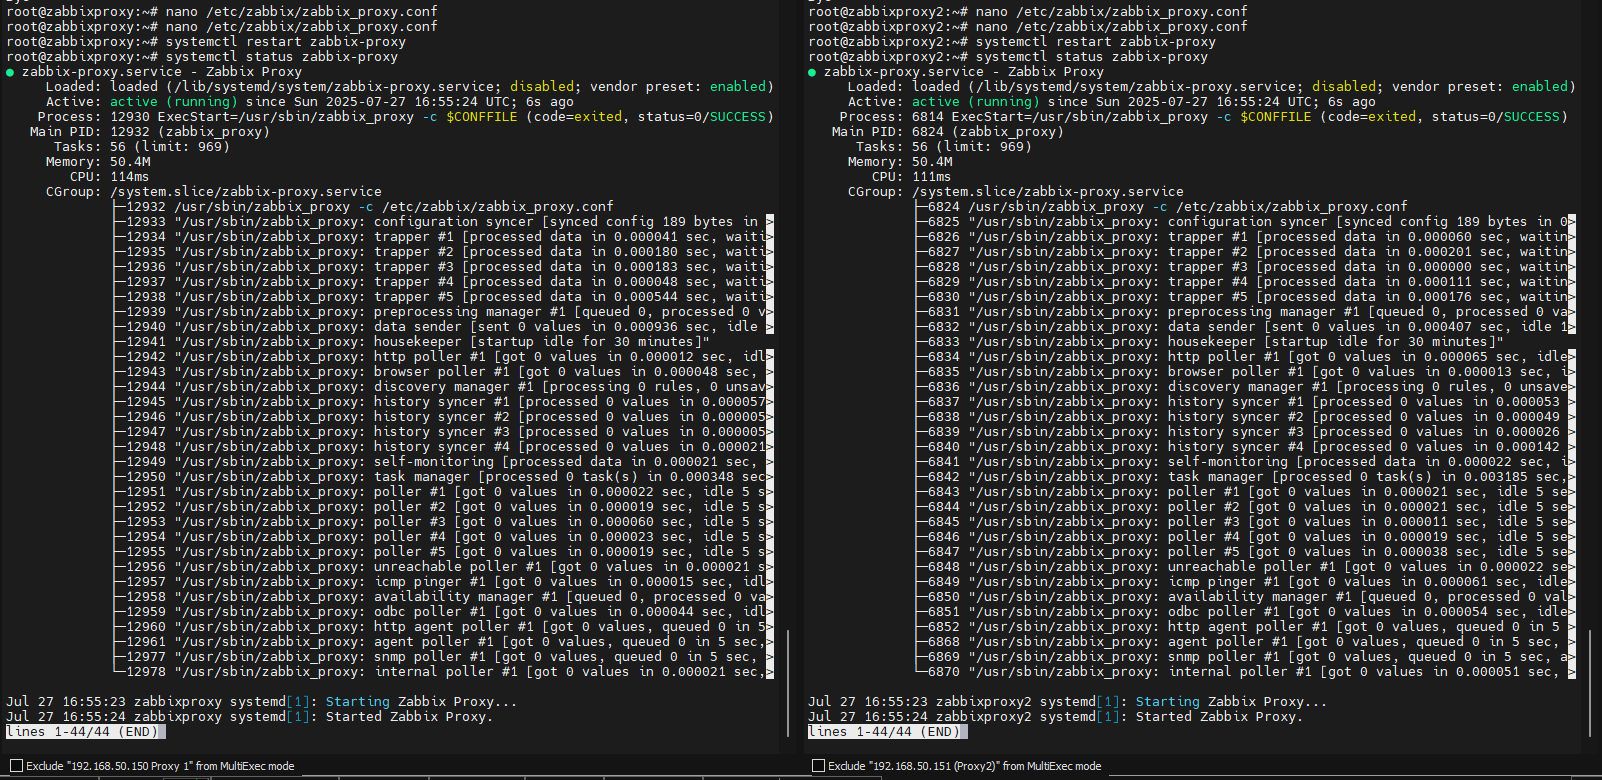 root@zabbixproxy:~# nano /etc/zabbix/zabbix_proxy.conf
root@zabbixproxy:~# nano /etc/zabbix/zabbix_proxy.conf
root@zabbixproxy:~# systemctl restart zabbix-proxy
root@zabbixproxy:~# systemctl status zabbix-proxy
● zabbix-proxy.service - Zabbix Proxy
Loaded: loaded (/lib/systemd/system/zabbix-proxy.service; disabled; vendor preset: enabled)
Active: active (running) since Sun 2025-07-27 16:55:24 UTC; 6s ago
Process: 12930 ExecStart=/usr/sbin/zabbix_proxy -c $CONFFILE (code=exited, status=0/SUCCESS)
Main PID: 12932 (zabbix_proxy)
Tasks: 56 (limit: 969)
Memory: 50.4M
CPU: 114ms
CGroup: /system.slice/zabbix-proxy.service
├─12932 /usr/sbin/zabbix_proxy -c /etc/zabbix/zabbix_proxy.conf
├─12933 "/usr/sbin/zabbix_proxy: configuration syncer [synced config 189 bytes in >
├─12934 "/usr/sbin/zabbix_proxy: trapper #1 [processed data in 0.000041 sec, waiti>
├─12935 "/usr/sbin/zabbix_proxy: trapper #2 [processed data in 0.000180 sec, waiti>
├─12936 "/usr/sbin/zabbix_proxy: trapper #3 [processed data in 0.000183 sec, waiti>
├─12937 "/usr/sbin/zabbix_proxy: trapper #4 [processed data in 0.000048 sec, waiti>
├─12938 "/usr/sbin/zabbix_proxy: trapper #5 [processed data in 0.000544 sec, waiti>
├─12939 "/usr/sbin/zabbix_proxy: preprocessing manager #1 [queued 0, processed 0 v>
├─12940 "/usr/sbin/zabbix_proxy: data sender [sent 0 values in 0.000936 sec, idle >
├─12941 "/usr/sbin/zabbix_proxy: housekeeper [startup idle for 30 minutes]"
├─12942 "/usr/sbin/zabbix_proxy: http poller #1 [got 0 values in 0.000012 sec, idl>
├─12943 "/usr/sbin/zabbix_proxy: browser poller #1 [got 0 values in 0.000048 sec, >
├─12944 "/usr/sbin/zabbix_proxy: discovery manager #1 [processing 0 rules, 0 unsav>
├─12945 "/usr/sbin/zabbix_proxy: history syncer #1 [processed 0 values in 0.000057>
├─12946 "/usr/sbin/zabbix_proxy: history syncer #2 [processed 0 values in 0.000005>
├─12947 "/usr/sbin/zabbix_proxy: history syncer #3 [processed 0 values in 0.000005>
├─12948 "/usr/sbin/zabbix_proxy: history syncer #4 [processed 0 values in 0.000021>
├─12949 "/usr/sbin/zabbix_proxy: self-monitoring [processed data in 0.000021 sec, >
├─12950 "/usr/sbin/zabbix_proxy: task manager [processed 0 task(s) in 0.000348 sec>
├─12951 "/usr/sbin/zabbix_proxy: poller #1 [got 0 values in 0.000022 sec, idle 5 s>
├─12952 "/usr/sbin/zabbix_proxy: poller #2 [got 0 values in 0.000019 sec, idle 5 s>
├─12953 "/usr/sbin/zabbix_proxy: poller #3 [got 0 values in 0.000060 sec, idle 5 s>
├─12954 "/usr/sbin/zabbix_proxy: poller #4 [got 0 values in 0.000023 sec, idle 5 s>
├─12955 "/usr/sbin/zabbix_proxy: poller #5 [got 0 values in 0.000019 sec, idle 5 s>
├─12956 "/usr/sbin/zabbix_proxy: unreachable poller #1 [got 0 values in 0.000021 s>
├─12957 "/usr/sbin/zabbix_proxy: icmp pinger #1 [got 0 values in 0.000015 sec, idl>
├─12958 "/usr/sbin/zabbix_proxy: availability manager #1 [queued 0, processed 0 va>
├─12959 "/usr/sbin/zabbix_proxy: odbc poller #1 [got 0 values in 0.000044 sec, idl>
├─12960 "/usr/sbin/zabbix_proxy: http agent poller #1 [got 0 values, queued 0 in 5>
├─12961 "/usr/sbin/zabbix_proxy: agent poller #1 [got 0 values, queued 0 in 5 sec,>
├─12977 "/usr/sbin/zabbix_proxy: snmp poller #1 [got 0 values, queued 0 in 5 sec, >
└─12978 "/usr/sbin/zabbix_proxy: internal poller #1 [got 0 values in 0.000021 sec,>
Jul 27 16:55:23 zabbixproxy systemd[1]: Starting Zabbix Proxy...
Jul 27 16:55:24 zabbixproxy systemd[1]: Started Zabbix Proxy.
lines 1-44/44 (END)
Exclude "192.168.50.150 Proxy 1" from MultiExec mode
root@zabbixproxy2:~# nano /etc/zabbix/zabbix_proxy.conf
root@zabbixproxy2:~# nano /etc/zabbix/zabbix_proxy.conf
root@zabbixproxy2:~# systemctl restart zabbix-proxy
root@zabbixproxy2:~# systemctl status zabbix-proxy
● zabbix-proxy.service - Zabbix Proxy
Loaded: loaded (/lib/systemd/system/zabbix-proxy.service; disabled; vendor preset: enabled)
Active: active (running) since Sun 2025-07-27 16:55:24 UTC; 6s ago
Process: 6814 ExecStart=/usr/sbin/zabbix_proxy -c $CONFFILE (code=exited, status=0/SUCCESS)
Main PID: 6824 (zabbix_proxy)
Tasks: 56 (limit: 969)
Memory: 50.4M
CPU: 111ms
CGroup: /system.slice/zabbix-proxy.service
├─6824 /usr/sbin/zabbix_proxy -c /etc/zabbix/zabbix_proxy.conf
├─6825 "/usr/sbin/zabbix_proxy: configuration syncer [synced config 189 bytes in 0>
├─6826 "/usr/sbin/zabbix_proxy: trapper #1 [processed data in 0.000060 sec, waitin>
├─6827 "/usr/sbin/zabbix_proxy: trapper #2 [processed data in 0.000201 sec, waitin>
├─6828 "/usr/sbin/zabbix_proxy: trapper #3 [processed data in 0.000000 sec, waitin>
├─6829 "/usr/sbin/zabbix_proxy: trapper #4 [processed data in 0.000111 sec, waitin>
├─6830 "/usr/sbin/zabbix_proxy: trapper #5 [processed data in 0.000176 sec, waitin>
├─6831 "/usr/sbin/zabbix_proxy: preprocessing manager #1 [queued 0, processed 0 va>
├─6832 "/usr/sbin/zabbix_proxy: data sender [sent 0 values in 0.000407 sec, idle 1>
├─6833 "/usr/sbin/zabbix_proxy: housekeeper [startup idle for 30 minutes]"
├─6834 "/usr/sbin/zabbix_proxy: http poller #1 [got 0 values in 0.000065 sec, idle>
├─6835 "/usr/sbin/zabbix_proxy: browser poller #1 [got 0 values in 0.000013 sec, i>
├─6836 "/usr/sbin/zabbix_proxy: discovery manager #1 [processing 0 rules, 0 unsave>
├─6837 "/usr/sbin/zabbix_proxy: history syncer #1 [processed 0 values in 0.000053 >
├─6838 "/usr/sbin/zabbix_proxy: history syncer #2 [processed 0 values in 0.000049 >
├─6839 "/usr/sbin/zabbix_proxy: history syncer #3 [processed 0 values in 0.000026 >
├─6840 "/usr/sbin/zabbix_proxy: history syncer #4 [processed 0 values in 0.000142 >
├─6841 "/usr/sbin/zabbix_proxy: self-monitoring [processed data in 0.000022 sec, i>
├─6842 "/usr/sbin/zabbix_proxy: task manager [processed 0 task(s) in 0.003185 sec,>
├─6843 "/usr/sbin/zabbix_proxy: poller #1 [got 0 values in 0.000021 sec, idle 5 se>
├─6844 "/usr/sbin/zabbix_proxy: poller #2 [got 0 values in 0.000021 sec, idle 5 se>
├─6845 "/usr/sbin/zabbix_proxy: poller #3 [got 0 values in 0.000011 sec, idle 5 se>
├─6846 "/usr/sbin/zabbix_proxy: poller #4 [got 0 values in 0.000019 sec, idle 5 se>
├─6847 "/usr/sbin/zabbix_proxy: poller #5 [got 0 values in 0.000038 sec, idle 5 se>
├─6848 "/usr/sbin/zabbix_proxy: unreachable poller #1 [got 0 values in 0.000022 se>
├─6849 "/usr/sbin/zabbix_proxy: icmp pinger #1 [got 0 values in 0.000061 sec, idle>
├─6850 "/usr/sbin/zabbix_proxy: availability manager #1 [queued 0, processed 0 val>
├─6851 "/usr/sbin/zabbix_proxy: odbc poller #1 [got 0 values in 0.000054 sec, idle>
├─6852 "/usr/sbin/zabbix_proxy: http agent poller #1 [got 0 values, queued 0 in 5 >
├─6868 "/usr/sbin/zabbix_proxy: agent poller #1 [got 0 values, queued 0 in 5 sec, >
├─6869 "/usr/sbin/zabbix_proxy: snmp poller #1 [got 0 values, queued 0 in 5 sec, a>
└─6870 "/usr/sbin/zabbix_proxy: internal poller #1 [got 0 values in 0.000051 sec, >
Jul 27 16:55:23 zabbixproxy2 systemd[1]: Starting Zabbix Proxy...
Jul 27 16:55:24 zabbixproxy2 systemd[1]: Started Zabbix Proxy.
lines 1-44/44 (END)
Exclude "192.168.50.151 (Proxy2)" from MultiExec mode